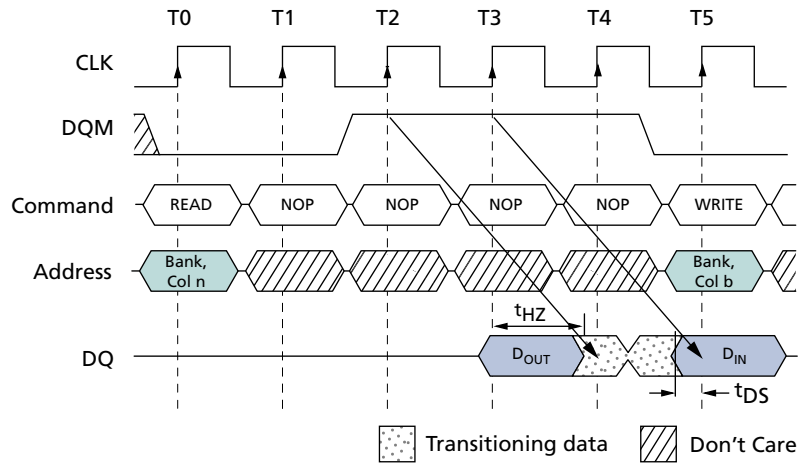 T0 T1 T2 T3 T4 T5
CLK
DQM
Command READ NOP NOP NOP NOP WRITE
Address Bank, Col n Bank, Col b
tHZ
DQ DOUT DIN
tDS
Transitioning data Don't Care